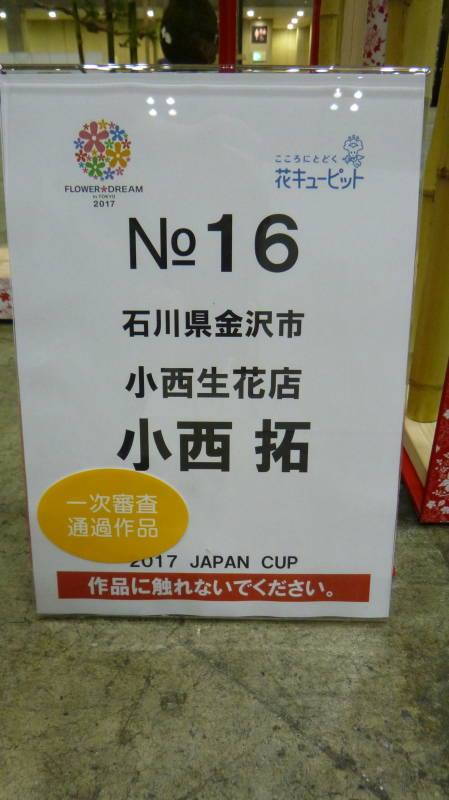 FLOWER★DREAM
in TOKYO
2017
こころにとどく
花キューピット
№16
石川県金沢市
小西生花店
小西 拓
一次審査
通過作品
2017 JAPAN CUP
作品に触れないでください。